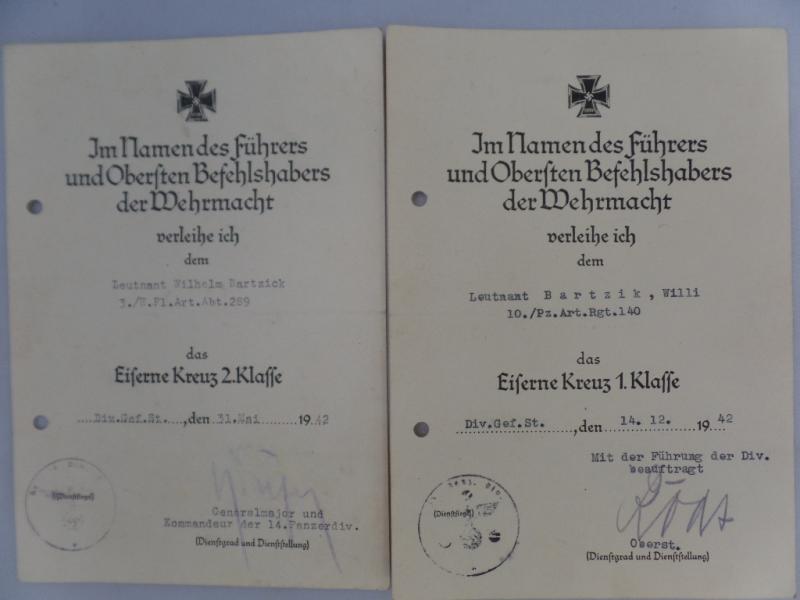 Im Namen des Führers
und Obersten Befehlshabers
der Wehrmacht
verleihe ich
dem
Leutnant Wilhelm Bartzick
3./H.Fl.Art.Abt.289
das
Eiserne Kreuz 2. Klasse
Div.Gef.St. ,den 31.Mai 1942
(Dienstsiegel)
Generalmajor und
Kommandeur der 14.Panzerdiv.
(Dienstgrad und Dienststellung)
Im Namen des Führers
und Obersten Befehlshabers
der Wehrmacht
verleihe ich
dem
Leutnant Bartzik, Willi
10./Pz.Art.Rgt.140
das
Eiserne Kreuz 1. Klasse
Div.Gef.St. ,den 14. 12. 1942
Mit der Führung der Div.
beauftragt
(Dienstsiegel)
Oberst.
(Dienstgrad und Dienststellung)